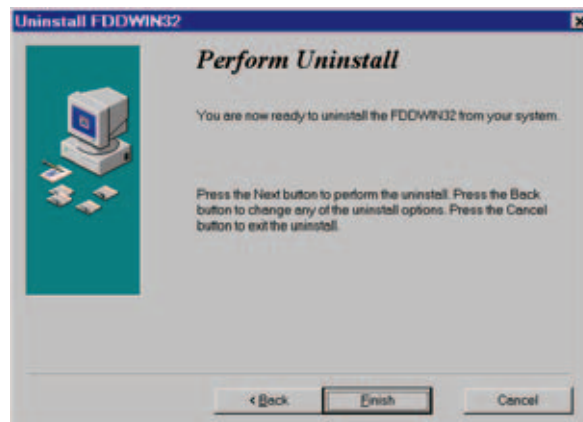 Uninstall FDDWIN32
Perform Uninstall
You are now ready to uninstall the FDDWIN32 from your system.
Press the Next button to perform the uninstall. Press the Back
button to change any of the uninstall options. Press the Cancel
button to exit the uninstall.
< Back
Finish
Cancel